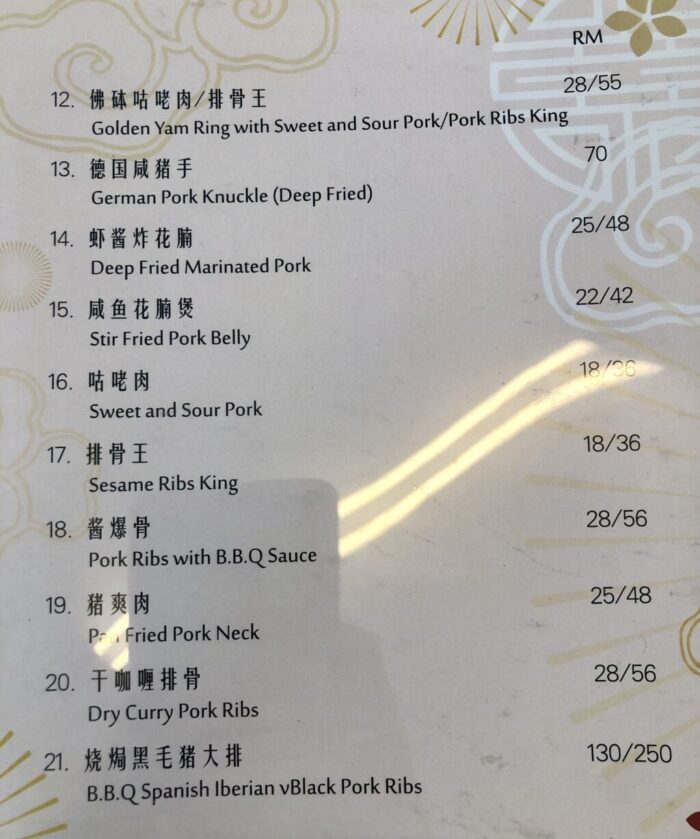 RM
12. 佛砵咕咾肉/排骨王 28/55
Golden Yam Ring with Sweet and Sour Pork/Pork Ribs King
13. 德国咸猪手 70
German Pork Knuckle (Deep Fried)
14. 虾酱炸花腩 25/48
Deep Fried Marinated Pork
15. 咸鱼花腩煲 22/42
Stir Fried Pork Belly
16. 咕咾肉 18/36
Sweet and Sour Pork
17. 排骨王 18/36
Sesame Ribs King
18. 酱爆骨 28/56
Pork Ribs with B.B.Q Sauce
19. 猪爽肉 25/48
Pan Fried Pork Neck
20. 干咖喱排骨 28/56
Dry Curry Pork Ribs
21. 烧焗黑毛猪大排 130/250
B.B.Q Spanish Iberian vBlack Pork Ribs